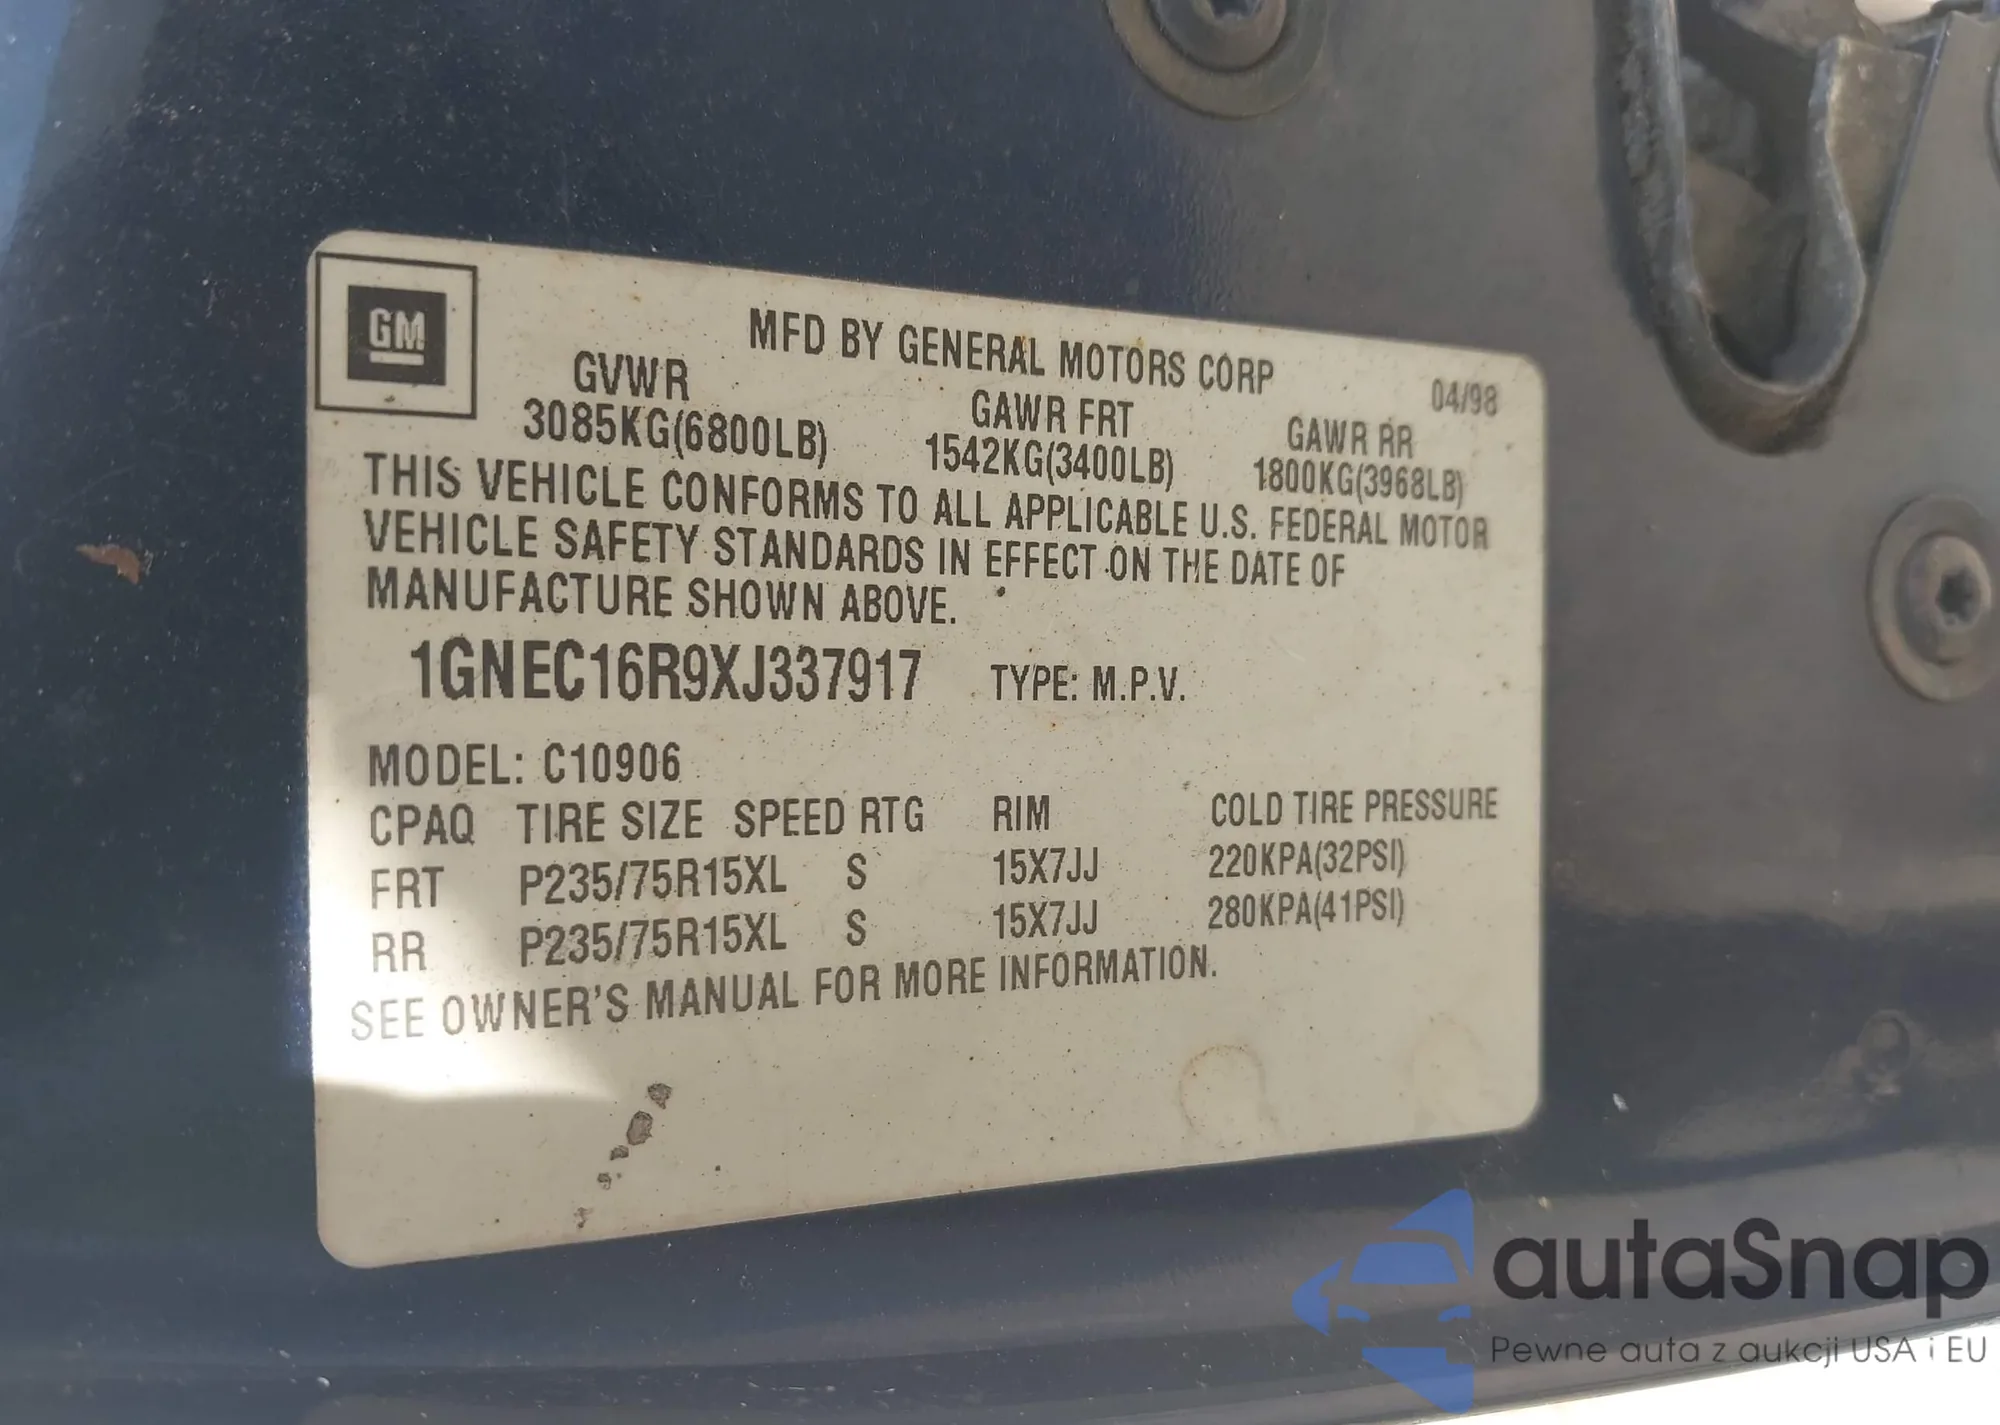 GM
MFD BY GENERAL MOTORS CORP
04/98
GVWR GAWR FRT GAWR RR
3085KG(6800LB) 1542KG(3400LB) 1800KG(3968LB)
THIS VEHICLE CONFORMS TO ALL APPLICABLE U.S. FEDERAL MOTOR
VEHICLE SAFETY STANDARDS IN EFFECT ON THE DATE OF
MANUFACTURE SHOWN ABOVE.
1GNEC16R9XJ337917 TYPE: M.P.V.
MODEL: C10906
CPAQ TIRE SIZE SPEED RTG RIM COLD TIRE PRESSURE
FRT P235/75R15XL S 15X7JJ 220KPA(32PSI)
RR P235/75R15XL S 15X7JJ 280KPA(41PSI)
SEE OWNER'S MANUAL FOR MORE INFORMATION.
autaSnap
Pewne auta z aukcji USA i EU